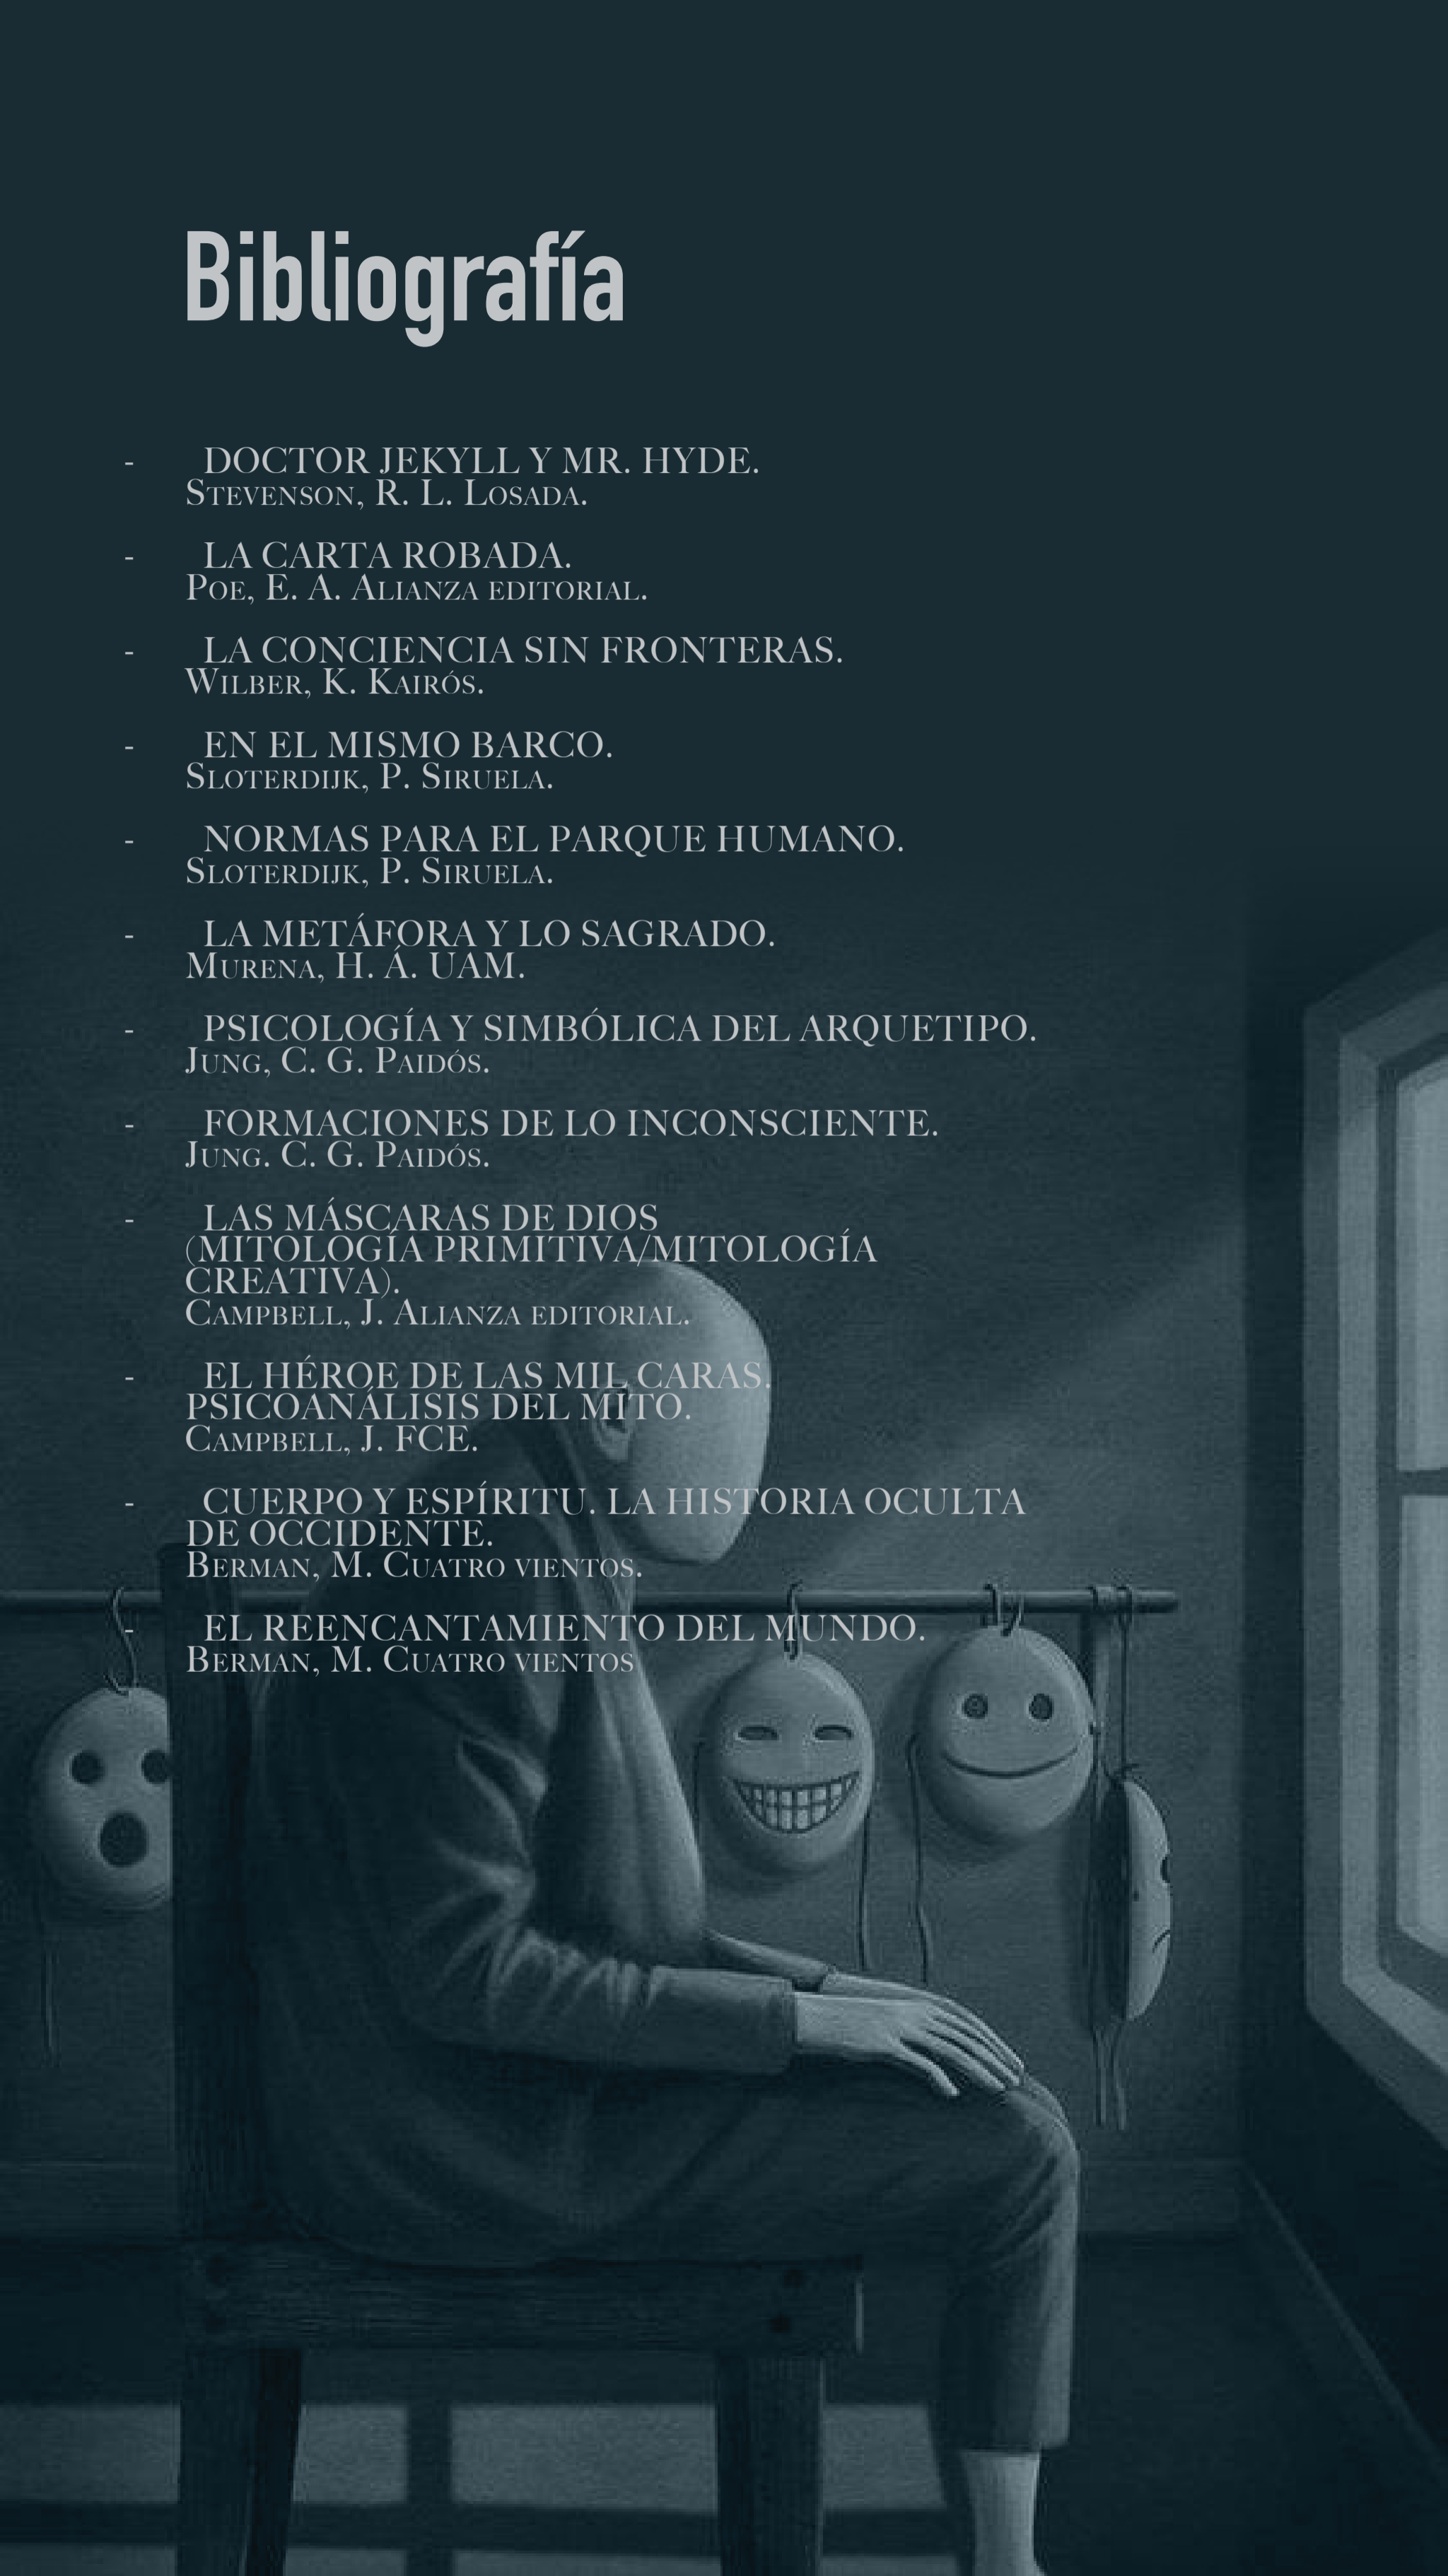 Bibliografía
- DOCTOR JEKYLL Y MR. HYDE.
Stevenson, R. L. Losada.
- LA CARTA ROBADA.
Poe, E. A. Alianza editorial.
- LA CONCIENCIA SIN FRONTERAS.
Wilber, K. Kairós.
- EN EL MISMO BARCO.
Sloterdijk, P. Siruela.
- NORMAS PARA EL PARQUE HUMANO.
Sloterdijk, P. Siruela.
- LA METÁFORA Y LO SAGRADO.
Murena, H. Á. UAM.
- PSICOLOGÍA Y SIMBÓLICA DEL ARQUETIPO.
Jung, C. G. Paidós.
- FORMACIONES DE LO INCONSCIENTE.
Jung. C. G. Paidós.
- LAS MÁSCARAS DE DIOS
(MITOLOGÍA PRIMITIVA/MITOLOGÍA
CREATIVA).
Campbell, J. Alianza editorial.
- EL HÉROE DE LAS MIL CARAS.
PSICOANÁLISIS DEL MITO.
Campbell, J. FCE.
- CUERPO Y ESPÍRITU. LA HISTORIA OCULTA
DE OCCIDENTE.
Berman, M. Cuatro vientos.
- EL REENCANTAMIENTO DEL MUNDO.
Berman, M. Cuatro vientos